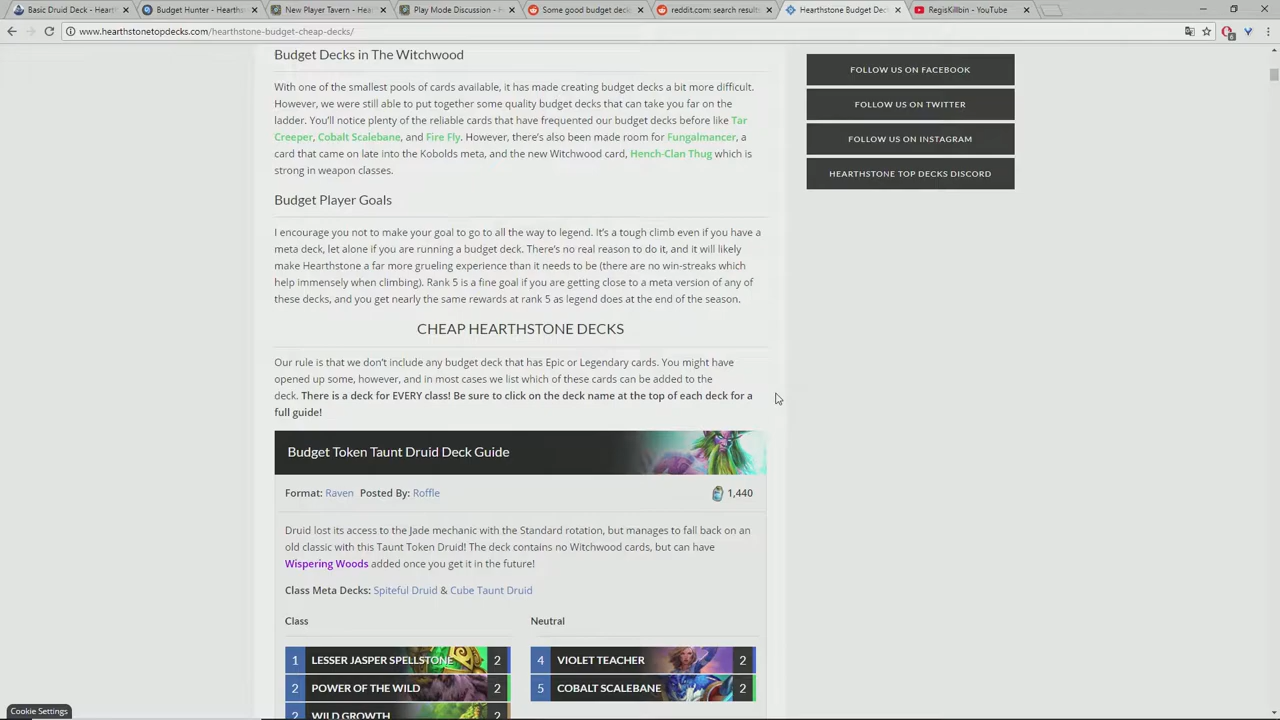 Basic Druid Deck - Hearths
Budget Hunter - Hearths
New Player Tavern - Hea
Play Mode Discussion - H
Some good budget dec
reddit.com: search results
Hearthstone Budget Dec
RegisKillbin - YouTube
www.hearthstonetopdecks.com/hearthstone-budget-cheap-decks/
Budget Decks in The Witchwood
With one of the smallest pools of cards available, it has made creating budget decks a bit more difficult.
However, we were still able to put together some quality budget decks that can take you far on the
ladder. You'll notice plenty of the reliable cards that have frequented our budget decks before like Tar
Creeper, Cobalt Scalebane, and Fire Fly. However, there's also been made room for Fungalmancer, a
card that came on late into the Kobolds meta, and the new Witchwood card, Hench-Clan Thug which is
strong in weapon classes.
Budget Player Goals
I encourage you not to make your goal to go to all the way to legend. It's a tough climb even if you have a
meta deck, let alone if you are running a budget deck. There's no real reason to do it, and it will likely
make Hearthstone a far more grueling experience than it needs to be (there are no win-streaks which
help immensely when climbing). Rank 5 is a fine goal if you are getting close to a meta version of any of
these decks, and you get nearly the same rewards at rank 5 as legend does at the end of the season.
CHEAP HEARTHSTONE DECKS
Our rule is that we don't include any budget deck that has Epic or Legendary cards. You might have
opened up some, however, and in most cases we list which of these cards can be added to the
deck. There is a deck for EVERY class! Be sure to click on the deck name at the top of each deck for a
full guide!
Budget Token Taunt Druid Deck Guide
Format: Raven Posted By: Roffle
1,440
Druid lost its access to the Jade mechanic with the Standard rotation, but manages to fall back on an
old classic with this Taunt Token Druid! The deck contains no Witchwood cards, but can have
Wispering Woods added once you get it in the future!
Class Meta Decks: Spiteful Druid & Cube Taunt Druid
Class
1 LESSER JASPER SPELLSTONE 2
2 POWER OF THE WILD 2
2 WILD GROWTH 2
Neutral
4 VIOLET TEACHER 2
5 COBALT SCALEBANE 2
FOLLOW US ON FACEBOOK
FOLLOW US ON TWITTER
FOLLOW US ON INSTAGRAM
HEARTHSTONE TOP DECKS DISCORD
Cookie Settings